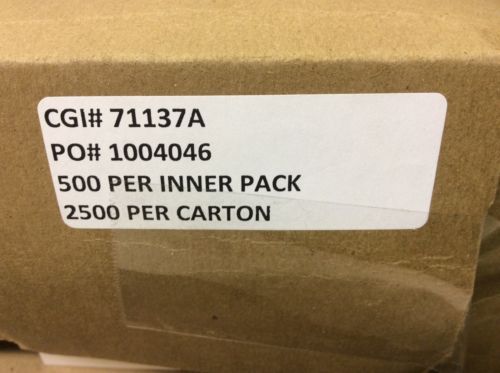 CGI# 71137A
PO# 1004046
500 PER INNER PACK
2500 PER CARTON